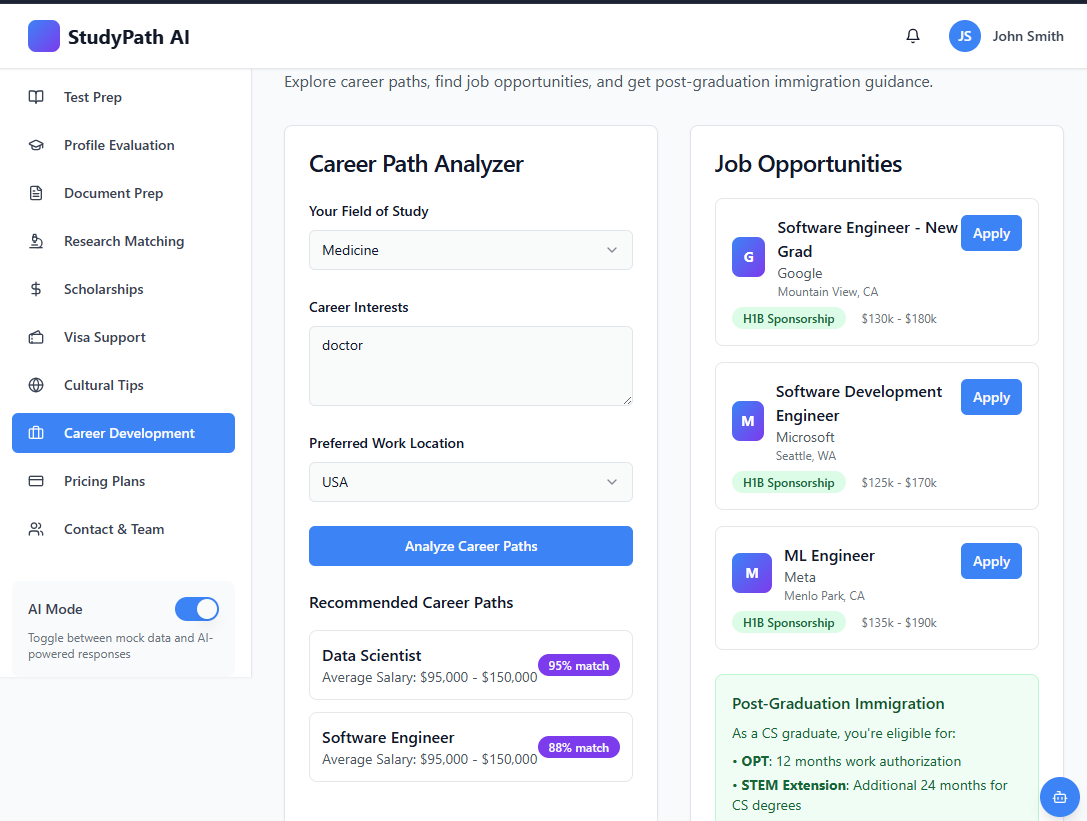 StudyPath AI
JS
John Smith
Test Prep
Profile Evaluation
Document Prep
Research Matching
Scholarships
Visa Support
Cultural Tips
Career Development
Pricing Plans
Contact & Team
AI Mode
Toggle between mock data and AI-
powered responses
Explore career paths, find job opportunities, and get post-graduation immigration guidance.
Career Path Analyzer
Your Field of Study
Medicine
Career Interests
doctor
Preferred Work Location
USA
Analyze Career Paths
Recommended Career Paths
Data Scientist
Average Salary: $95,000 - $150,000
95% match
Software Engineer
Average Salary: $95,000 - $150,000
88% match
Job Opportunities
G
Software Engineer - New
Grad
Google
Mountain View, CA
Apply
H1B Sponsorship
$130k - $180k
M
Software Development
Engineer
Microsoft
Seattle, WA
Apply
H1B Sponsorship
$125k - $170k
M
ML Engineer
Meta
Menlo Park, CA
Apply
H1B Sponsorship
$135k - $190k
Post-Graduation Immigration
As a CS graduate, you're eligible for:
• OPT: 12 months work authorization
• STEM Extension: Additional 24 months for
CS degrees